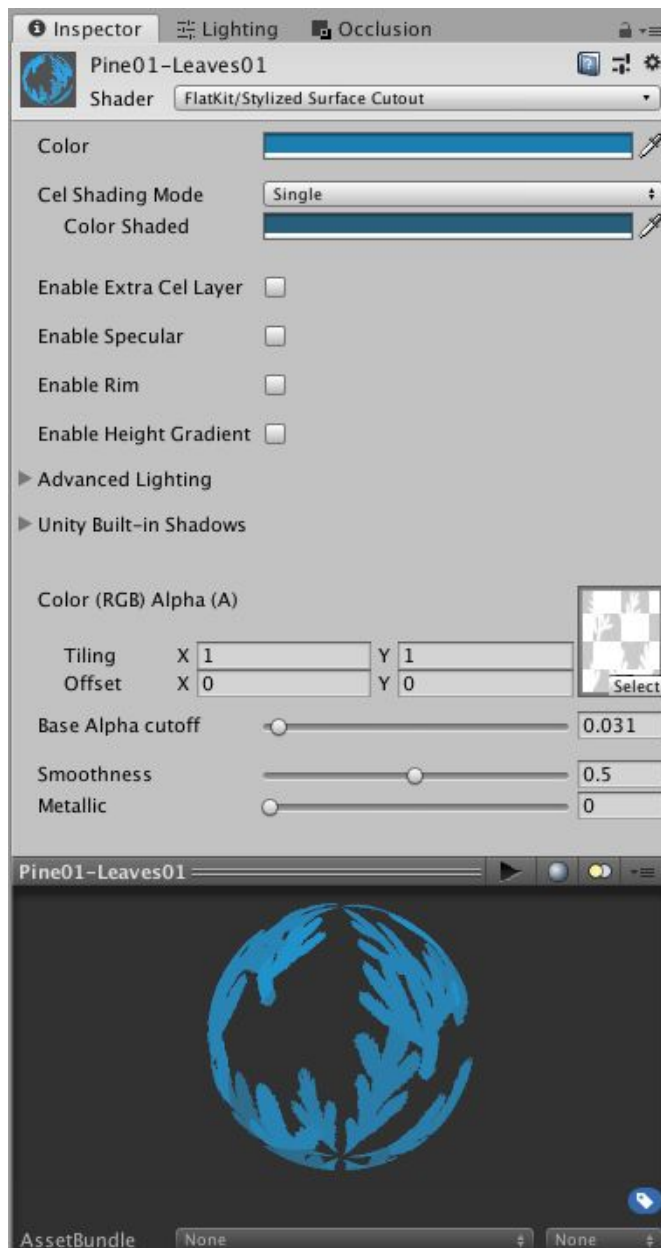 Inspector Lighting Occlusion
Pine01-Leaves01
Shader FlatKit/Stylized Surface Cutout
Color
Cel Shading Mode Single
Color Shaded
Enable Extra Cel Layer
Enable Specular
Enable Rim
Enable Height Gradient
Advanced Lighting
Unity Built-in Shadows
Color (RGB) Alpha (A)
Tiling X 1 Y 1
Offset X 0 Y 0
Select
Base Alpha cutoff 0.031
Smoothness 0.5
Metallic 0
Pine01-Leaves01
AssetBundle None None